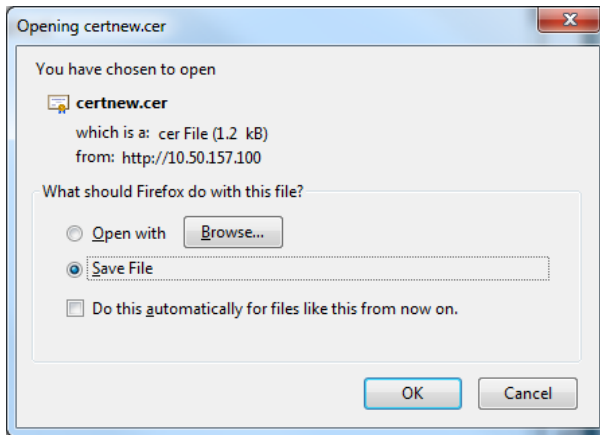 Opening certnew.cer
You have chosen to open
certnew.cer
which is a: cer File (1.2 kB)
from: http://10.50.157.100
What should Firefox do with this file?
Open with Browse...
Save File
Do this automatically for files like this from now on.
OK Cancel